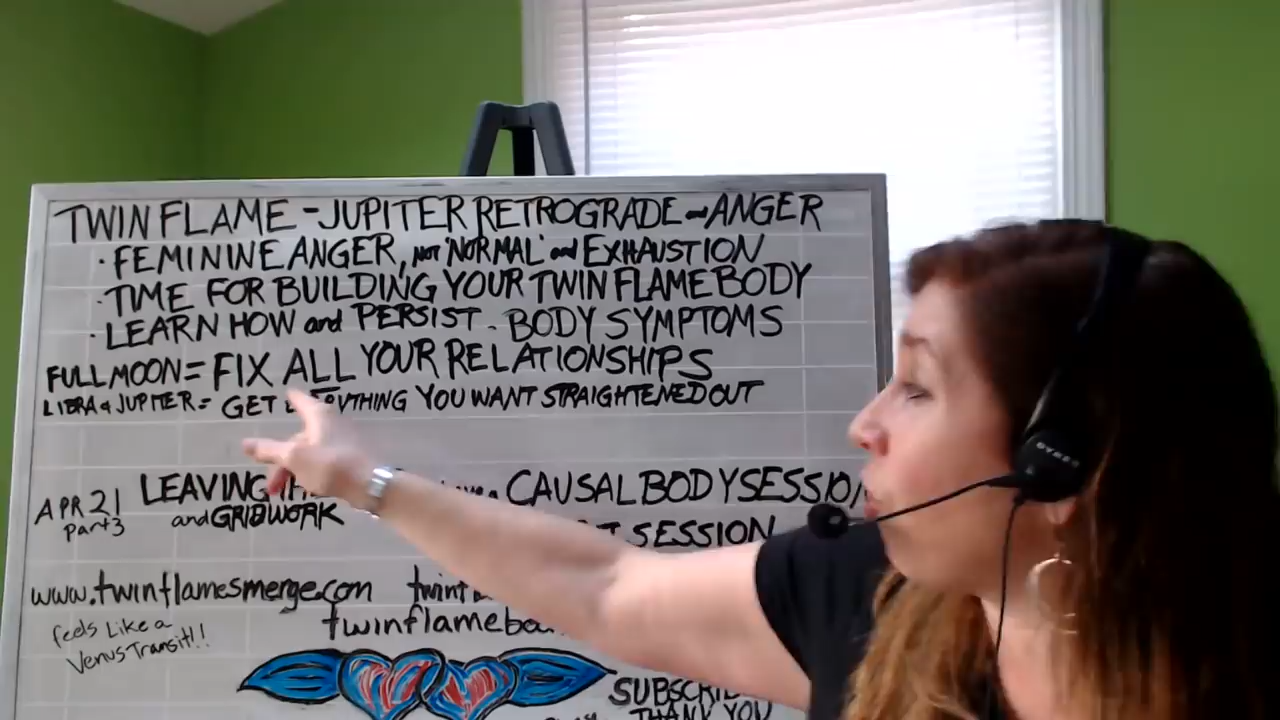 TWIN FLAME - JUPITER RETROGRADE - ANGER
· FEMININE ANGER, NOT 'NORMAL' and EXHAUSTION
· TIME FOR BUILDING YOUR TWIN FLAME BODY
· LEARN HOW and PERSIST - BODY SYMPTOMS
FULL MOON = FIX ALL YOUR RELATIONSHIPS
LIBRA & JUPITER = GET EVERYTHING YOU WANT STRAIGHTENED OUT
APR 21 LEAVING CAUSAL BODY SESSION
part 3 and GRIDWORK SESSION
www.twinflamesmerge.com
feels Like a
Venus Transit!!
SUBSCRIB
THANK YOU
DYNEX